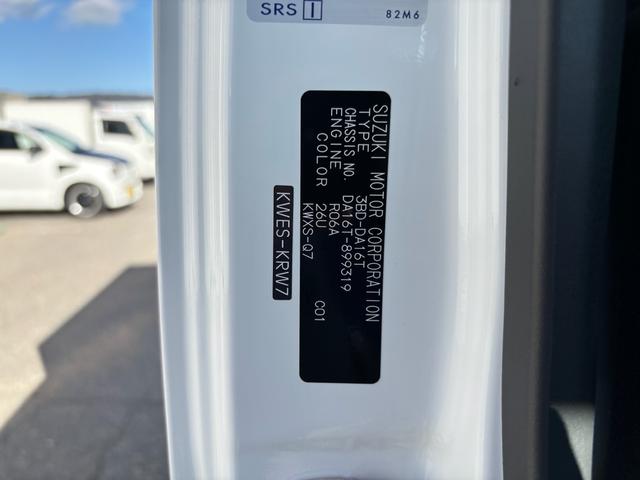 SRS I
82M6
SUZUKI MOTOR CORPORATION
TYPE 3BD-DA16T
CHASSIS NO. DA16T-899319
ENGINE R06A
COLOR 26U C01
KWXS-Q7
KWES-KRW7